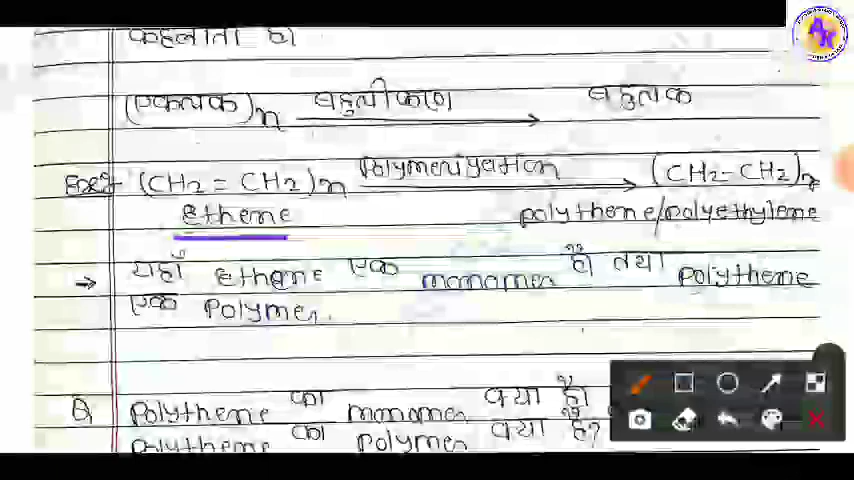 कहलाता है।
(एकलक)n बहुलीकरण बहुलक
Ex:- (CH2 = CH2)n Polymerization (CH2-CH2)n
Ethene polythene/polyethylene
→ यहाँ Ethene एक monomer है। तथा polythene
एक Polymer.
Q. Polythene का monomer क्या है।
polythene का polymer क्या है?
AK